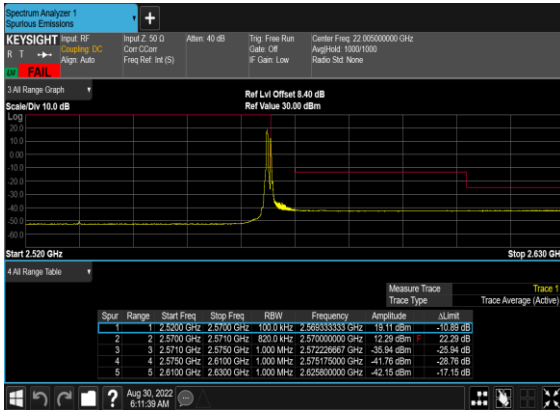 Spectrum Analyzer 1
Spurious Emissions
KEYSIGHT
R T
LW
FAIL
Input: RF
Coupling: DC
Align: Auto
Input Z: 50 Ω
Corr CCorr
Freq Ref: Int (S)
Atten: 40 dB
Trig: Free Run
Gate: Off
IF Gain: Low
Center Freq: 22.005000000 GHz
Avg|Hold: 1000/1000
Radio Std: None
3 All Range Graph
Scale/Div 10.0 dB
Ref Lvl Offset 8.40 dB
Ref Value 30.00 dBm
Log
20.0
10.0
0.00
-10.0
-20.0
-30.0
-40.0
-50.0
-60.0
Start 2.520 GHz
Stop 2.630 GH
4 All Range Table
Measure Trace Trace 1
Trace Type Trace Average (Active)
Spur Range Start Freq Stop Freq RBW Frequency Amplitude ΔLimit
1 1 2.5200 GHz 2.5700 GHz 100.0 kHz 2.569333333 GHz 19.11 dBm -10.89 dB
2 2 2.5700 GHz 2.5710 GHz 820.0 kHz 2.570000000 GHz 12.29 dBm F 22.29 dB
3 3 2.5710 GHz 2.5750 GHz 1.000 MHz 2.572226667 GHz -35.94 dBm -25.94 dB
4 4 2.5750 GHz 2.6100 GHz 1.000 MHz 2.575175000 GHz -41.76 dBm -28.76 dB
5 5 2.6100 GHz 2.6300 GHz 1.000 MHz 2.625800000 GHz -42.15 dBm -17.15 dB
Aug 30, 2022
6:11:39 AM